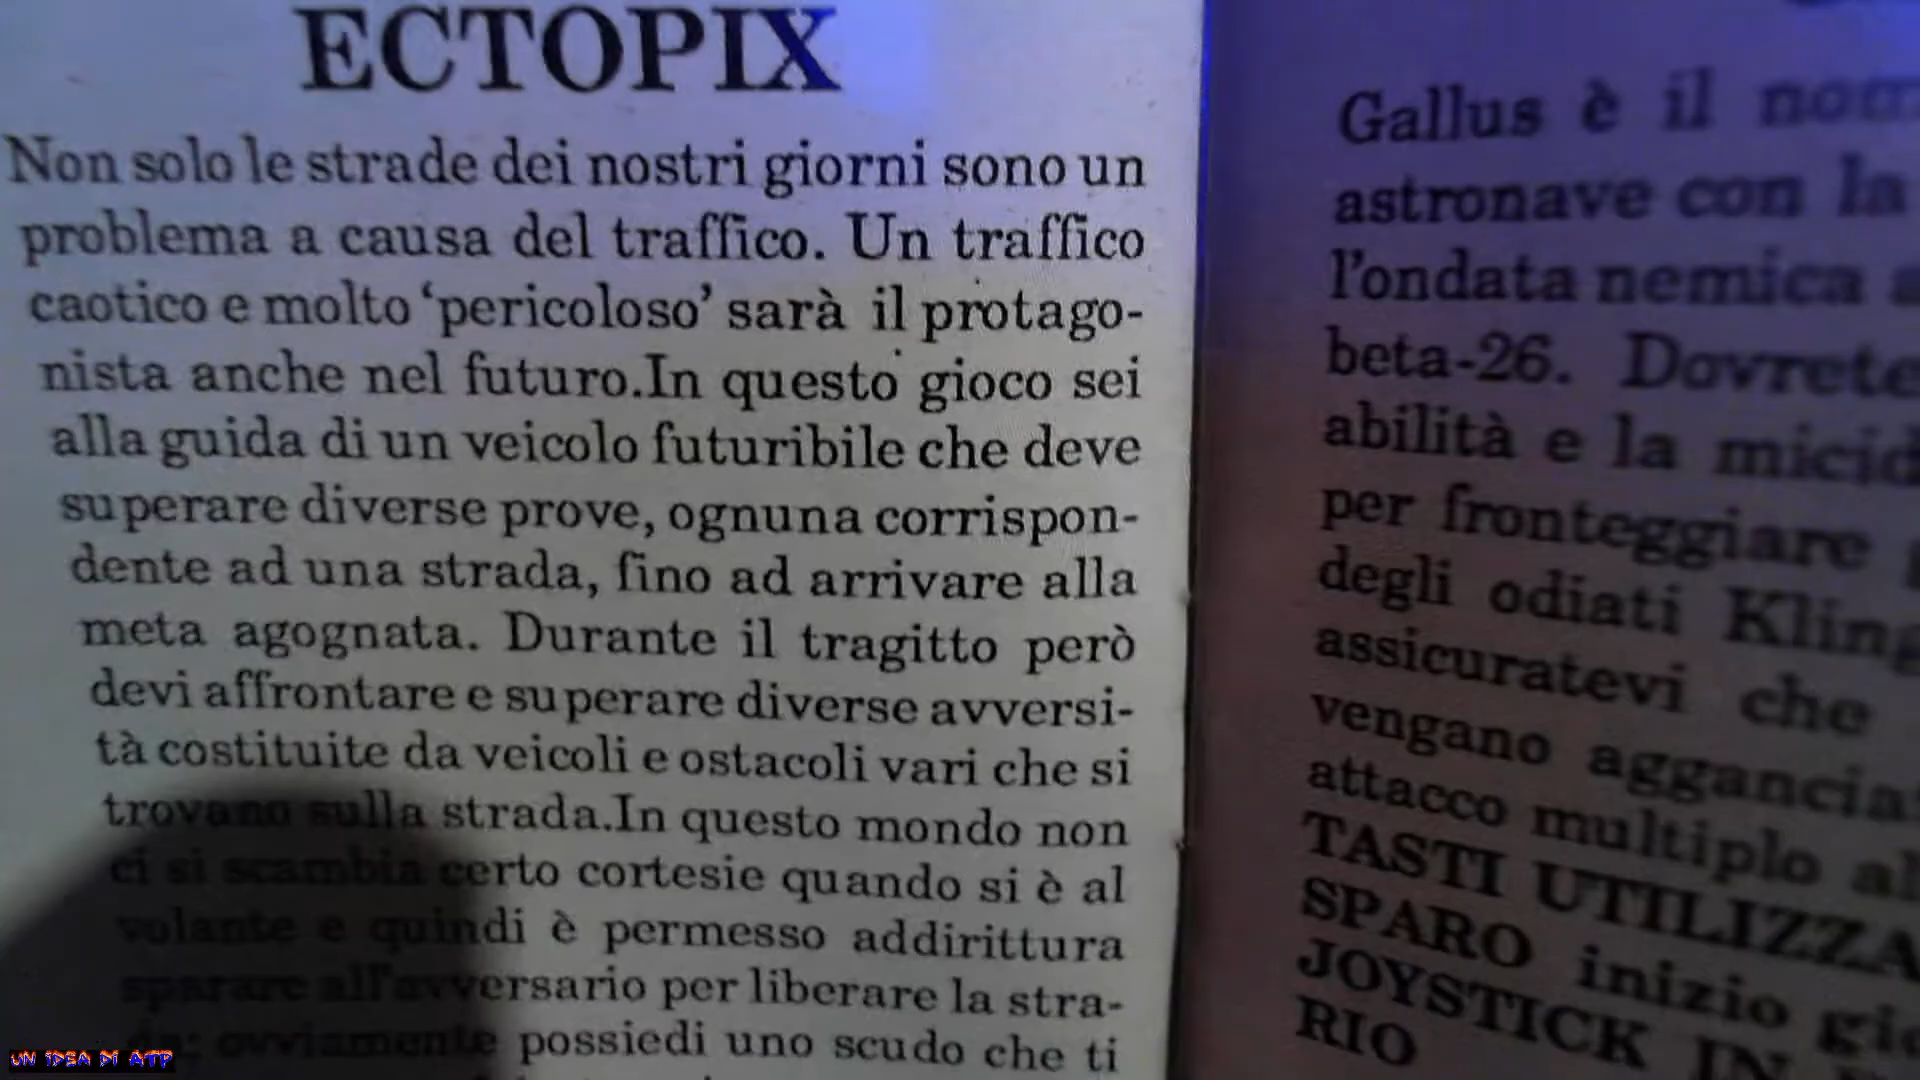 ECTOPIX
Non solo le strade dei nostri giorni sono un
problema a causa del traffico. Un traffico
caotico e molto ‘pericoloso’ sarà il protago-
nista anche nel futuro.In questo gioco sei
alla guida di un veicolo futuribile che deve
superare diverse prove, ognuna corrispon-
dente ad una strada, fino ad arrivare alla
meta agognata. Durante il tragitto però
devi affrontare e superare diverse avversi-
tà costituite da veicoli e ostacoli vari che si
trovano sulla strada.In questo mondo non
ci si scambia certo cortesie quando si è al
volante e quindi è permesso addirittura
sparare all'avversario per liberare la stra-
da: ovviamente possiedi uno scudo che ti
Gallus è il
astronave con la
l’ondata nemica
beta-26. Dovrete
abilità e la
per fronteggiare
degli odiati
assicuratevi che
vengano
attacco multiplo
TASTI
SPARO inizio
JOYSTICK IN
RIO
UN IDEA DI ATP